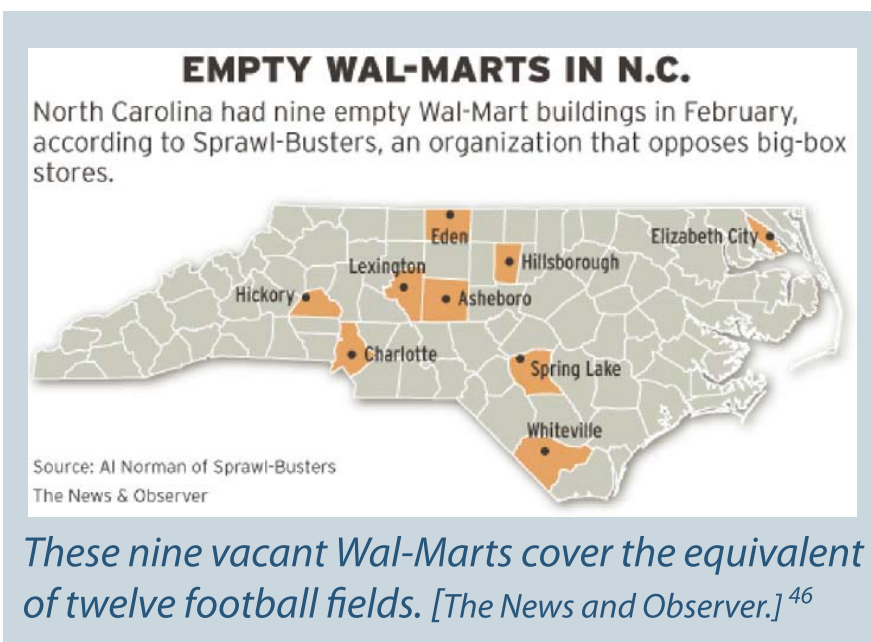 EMPTY WAL-MARTS IN N.C.
North Carolina had nine empty Wal-Mart buildings in February,
according to Sprawl-Busters, an organization that opposes big-box
stores.
Eden
Elizabeth City
Lexington
Hillsborough
Hickory
Asheboro
Charlotte
Spring Lake
Whiteville
Source: Al Norman of Sprawl-Busters
The News & Observer
These nine vacant Wal-Marts cover the equivalent
of twelve football fields. [The News and Observer.] 46